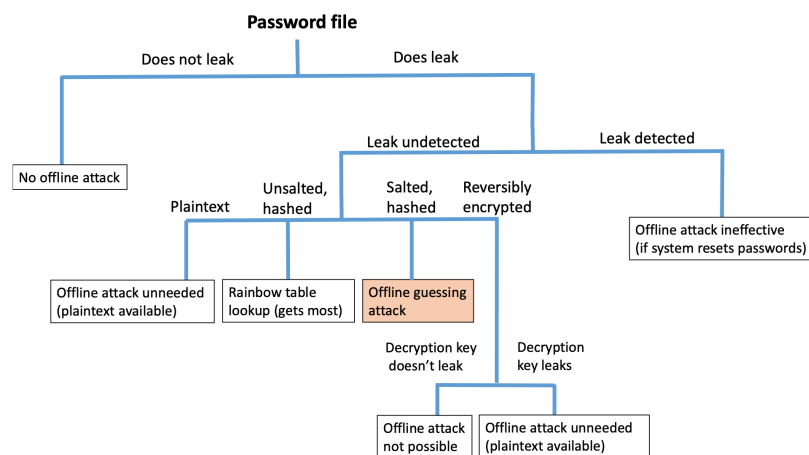 Password file
Does not leak
Does leak
Leak undetected
Leak detected
No offline attack
Plaintext
Unsalted,
hashed
Salted,
hashed
Reversibly
encrypted
Offline attack ineffective
(if system resets passwords)
Offline attack unneeded
(plaintext available)
Rainbow table
lookup (gets most)
Offline guessing
attack
Decryption key
doesn’t leak
Decryption
key leaks
Offline attack
not possible
Offline attack unneeded
(plaintext available)